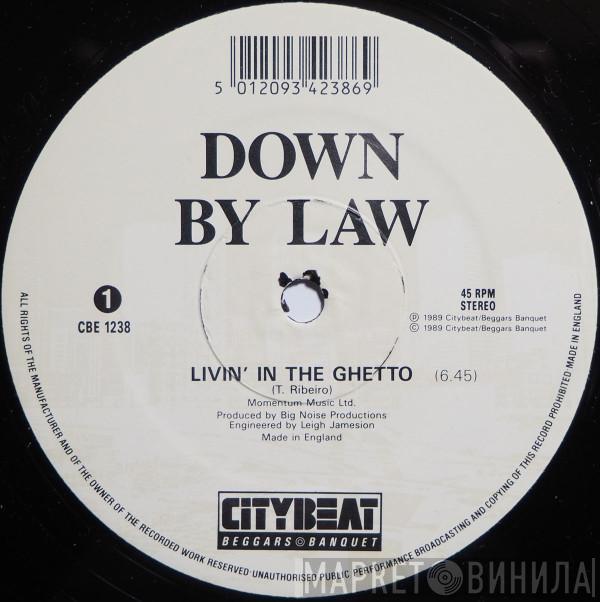 5 012093 423869
DOWN
BY LAW
1
CBE 1238
45 RPM
STEREO
℗ 1989 Citybeat/Beggars Banquet
© 1989 Citybeat/Beggars Banquet
LIVIN' IN THE GHETTO (6.45)
(T. Ribeiro)
Momentum Music Ltd.
Produced by Big Noise Productions
Engineered by Leigh Jamesion
Made in England
CITYBEAT
BEGGARS © BANQUET
ALL RIGHTS OF THE MANUFACTURER AND OF THE OWNER OF THE RECORDED WORK RESERVED·UNAUTHORISED PUBLIC PERFORMANCE BROADCASTING AND COPYING OF THIS RECORD PROHIBITED·MADE IN ENGLAND
МАРКЕТ ВИНИЛА